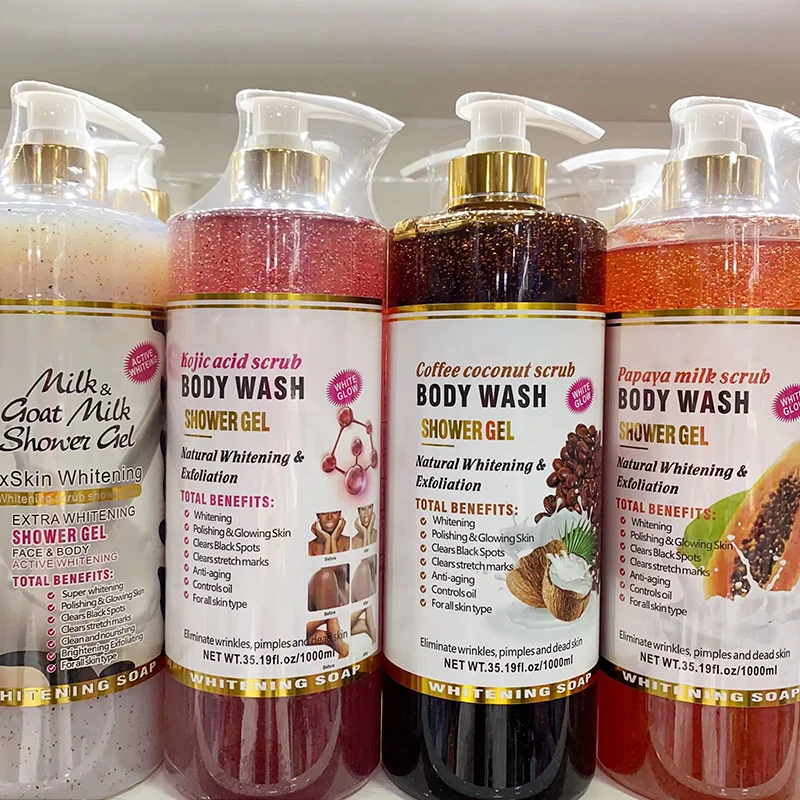 ACTIVE
WHITEING
Milk &
Goat Milk
Shower Gel
xSkin Whitening
Whitening scrub
EXTRA WHITENING
SHOWER GEL
FACE & BODY
ACTIVE WHITENING
TOTAL BENEFITS:
Super whitening
Polishing & Glowing Skin
Clears Black Spots
Clears stretch marks
Clean and nourishing
Brightening Exfoliating
For all skin type
WHITENING SOAP
Kojic acid scrub
BODY WASH
WHITE
GLOW
SHOWER GEL
Natural Whitening &
Exfoliation
TOTAL BENEFITS:
Whitening
Polishing & Glowing Skin
Clears Black Spots
Clears stretch marks
Anti-aging
Controls oil
For all skin type
Before
Before
Eliminate wrinkles, pimples and dead skin
NET WT.35.19fl.oz/1000ml
WHITENING SOAP
Coffee coconut scrub
BODY WASH
WHITE
GLOW
SHOWER GEL
Natural Whitening &
Exfoliation
TOTAL BENEFITS:
Whitening
Polishing & Glowing Skin
Clears Black Spots
Clears stretch marks
Anti-aging
Controls oil
For all skin type
Eliminate wrinkles, pimples and dead skin
NET WT.35.19fl.oz/1000ml
WHITENING SOAP
Papaya milk scrub
BODY WASH
WHITE
GLOW
SHOWER GEL
Natural Whitening &
Exfoliation
TOTAL BENEFITS:
Whitening
Polishing & Glowing Skin
Clears Black Spots
Clears stretch marks
Anti-aging
Controls oil
For all skin type
Eliminate wrinkles, pimples and dead skin
NET WT.35.19fl.oz/1000ml
WHITENING SOAP